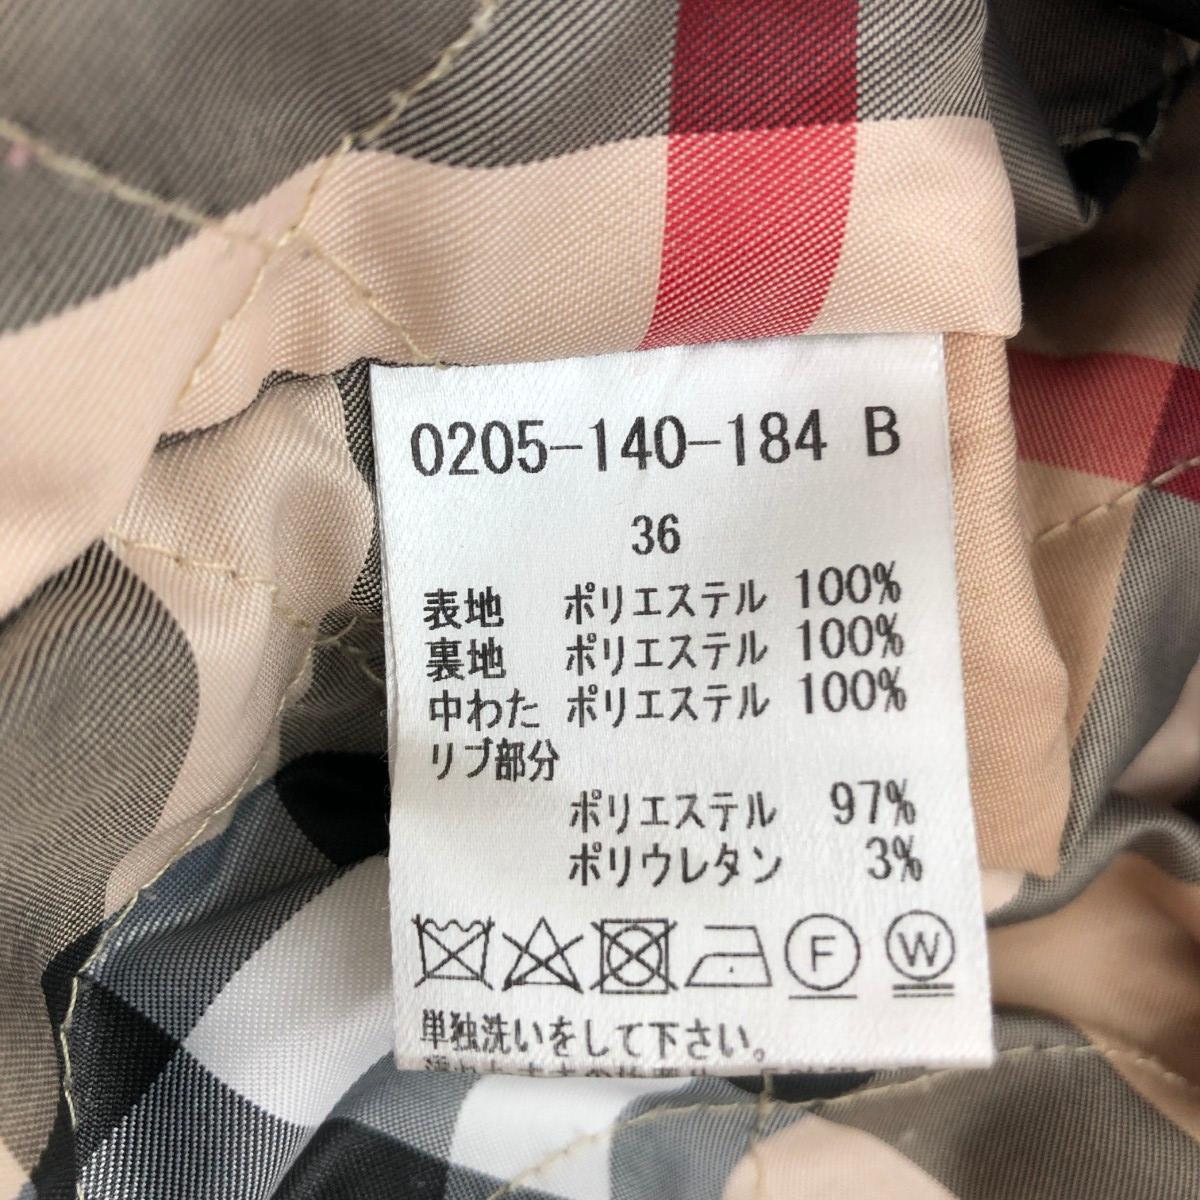 0205-140-184 B
36
表地 ポリエステル 100%
裏地 ポリエステル 100%
中わた ポリエステル 100%
リブ部分
ポリエステル 97%
ポリウレタン 3%
F W
単独洗いをして下さい。